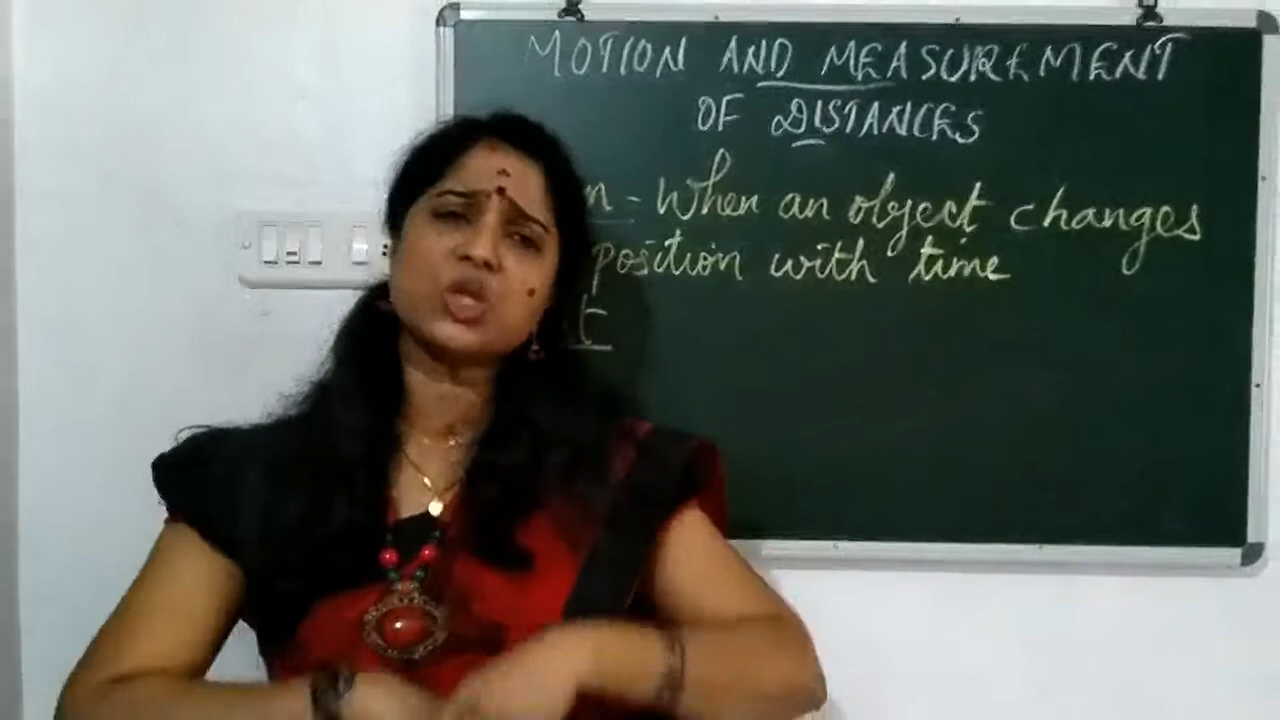 MOTION AND MEASUREMENT
OF DISTANCES
n - When an object changes
position with time
t